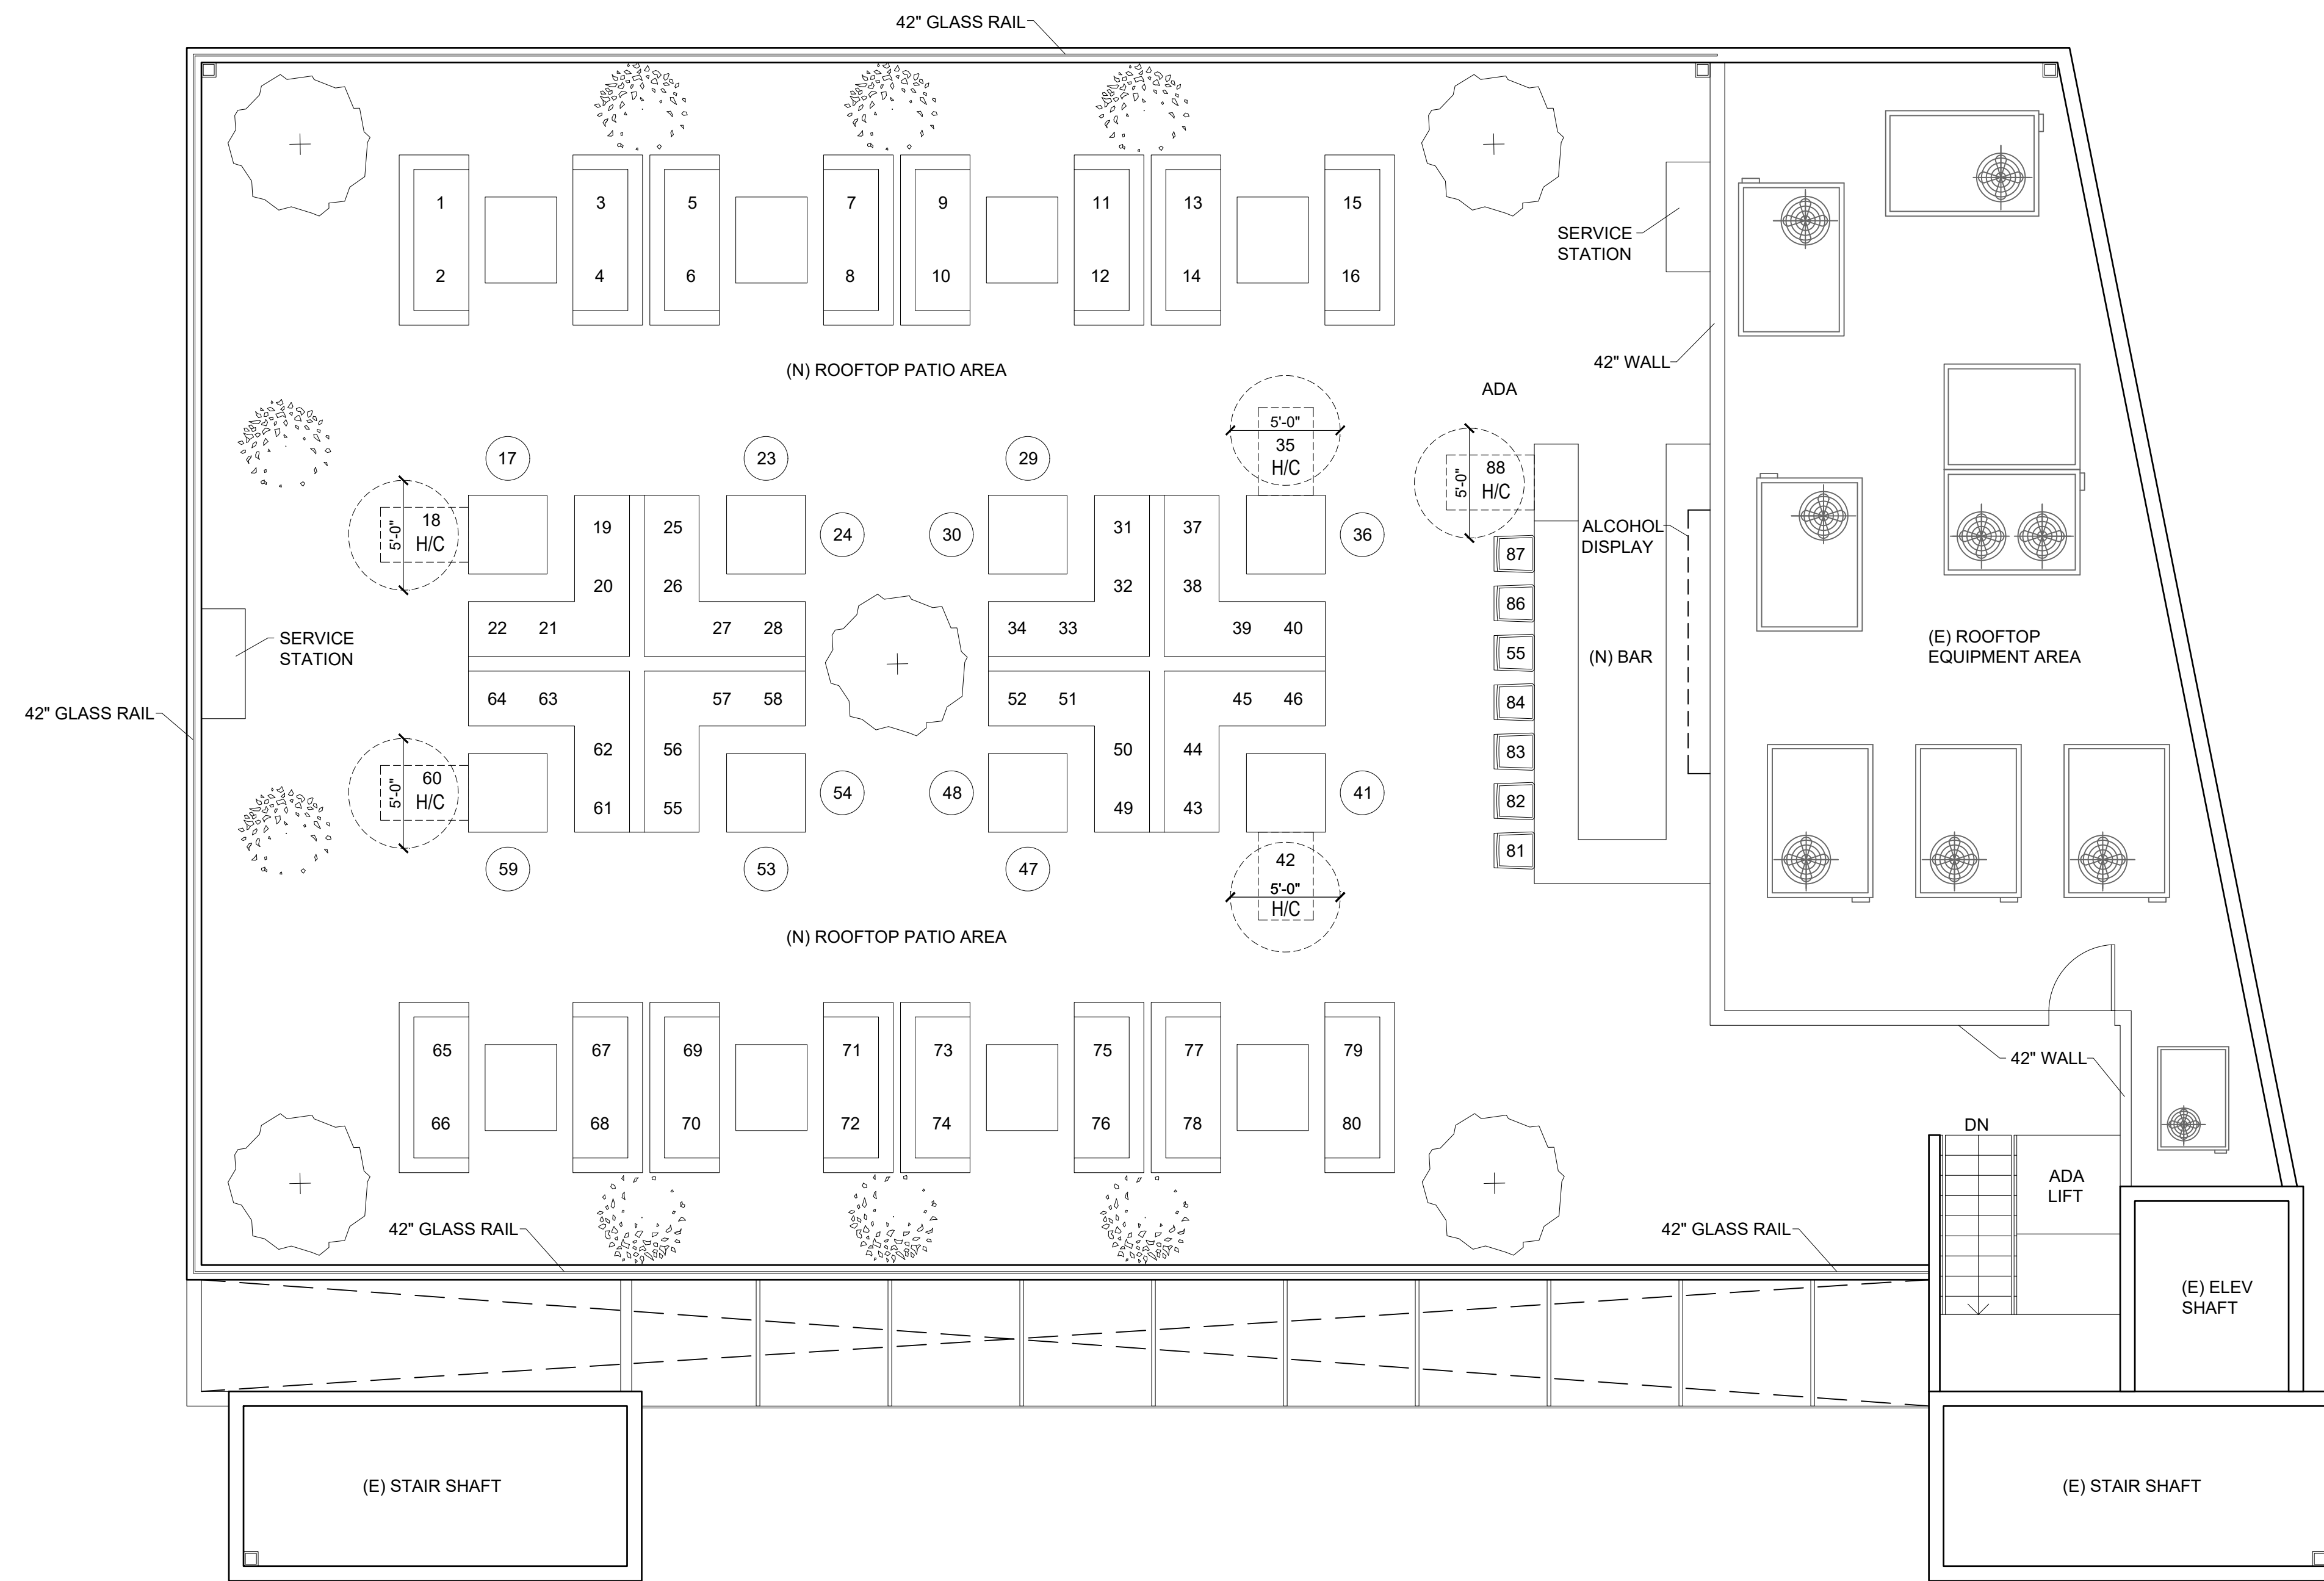 42" GLASS RAIL
1 3 5 7 9 11 13 15
2 4 6 8 10 12 14 16
SERVICE
STATION
(N) ROOFTOP PATIO AREA
42" WALL
ADA
5'-0"
35
H/C
17 23 29
88
H/C
5'-0"
18
H/C
5'-0"
19 25 24 30 31 37 36
ALCOHOL
DISPLAY
87
20 26 32 38
86
22 21 27 28 34 33 39 40
SERVICE
STATION
55
(N) BAR
(E) ROOFTOP
EQUIPMENT AREA
64 63 57 58 52 51 45 46
84
42" GLASS RAIL
62 56 50 44
83
60
H/C
5'-0"
61 55 54 48 49 43 41
82
59 53 47
42
5'-0"
H/C
81
(N) ROOFTOP PATIO AREA
65 67 69 71 73 75 77 79
42" WALL
66 68 70 72 74 76 78 80
DN
ADA
LIFT
42" GLASS RAIL
42" GLASS RAIL
(E) ELEV
SHAFT
(E) STAIR SHAFT
(E) STAIR SHAFT